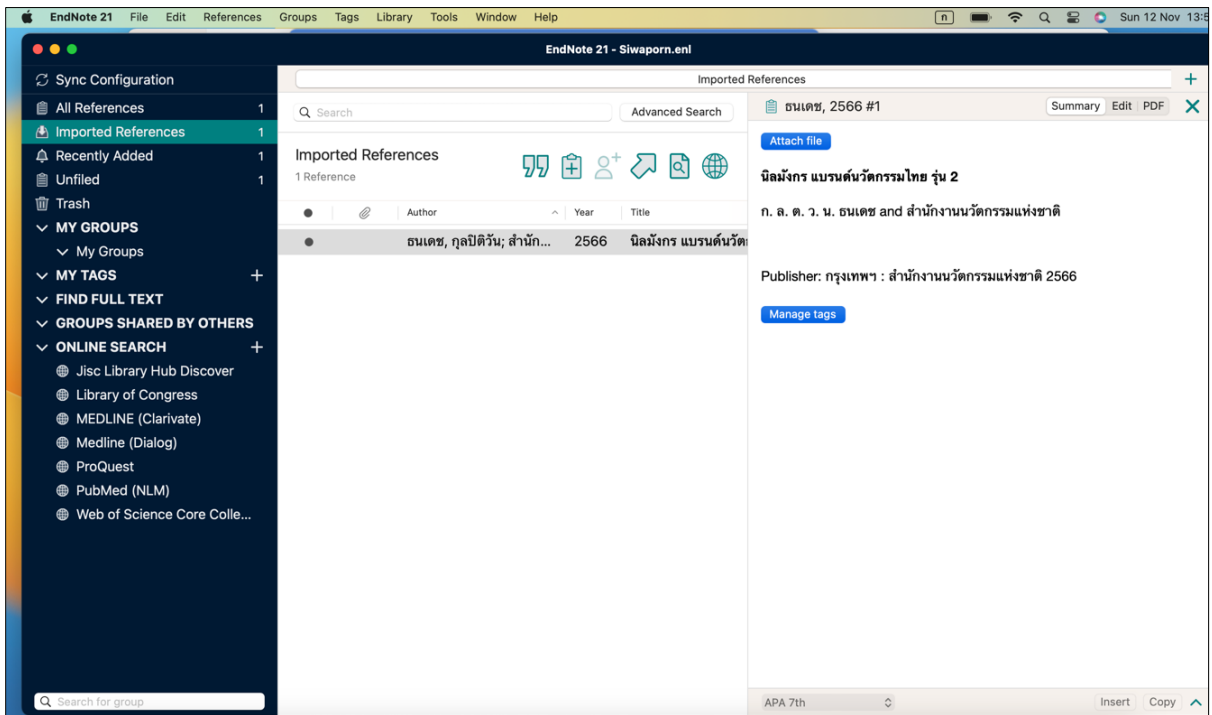 EndNote 21 File Edit References Groups Tags Library Tools Window Help n Sun 12 Nov
EndNote 21 - Siwaporn.enl
Sync Configuration
All References 1
Imported References 1
Recently Added 1
Unfiled 1
Trash
MY GROUPS
My Groups
MY TAGS +
FIND FULL TEXT
GROUPS SHARED BY OTHERS
ONLINE SEARCH +
Jisc Library Hub Discover
Library of Congress
MEDLINE (Clarivate)
Medline (Dialog)
ProQuest
PubMed (NLM)
Web of Science Core Colle...
Search for group
Imported References +
Search Advanced Search
Imported References
1 Reference
Author Year Title
ธนเดช, กุลปิติวัน; สำนัก... 2566 นิลมังกร แบรนด์นวัต
ธนเดช, 2566 #1 Summary Edit PDF
Attach file
นิลมังกร แบรนด์นวัตกรรมไทย รุ่น 2
ก. ล. ต. ว. น. ธนเดช and สำนักงานนวัตกรรมแห่งชาติ
Publisher: กรุงเทพฯ : สำนักงานนวัตกรรมแห่งชาติ 2566
Manage tags
APA 7th Insert Copy